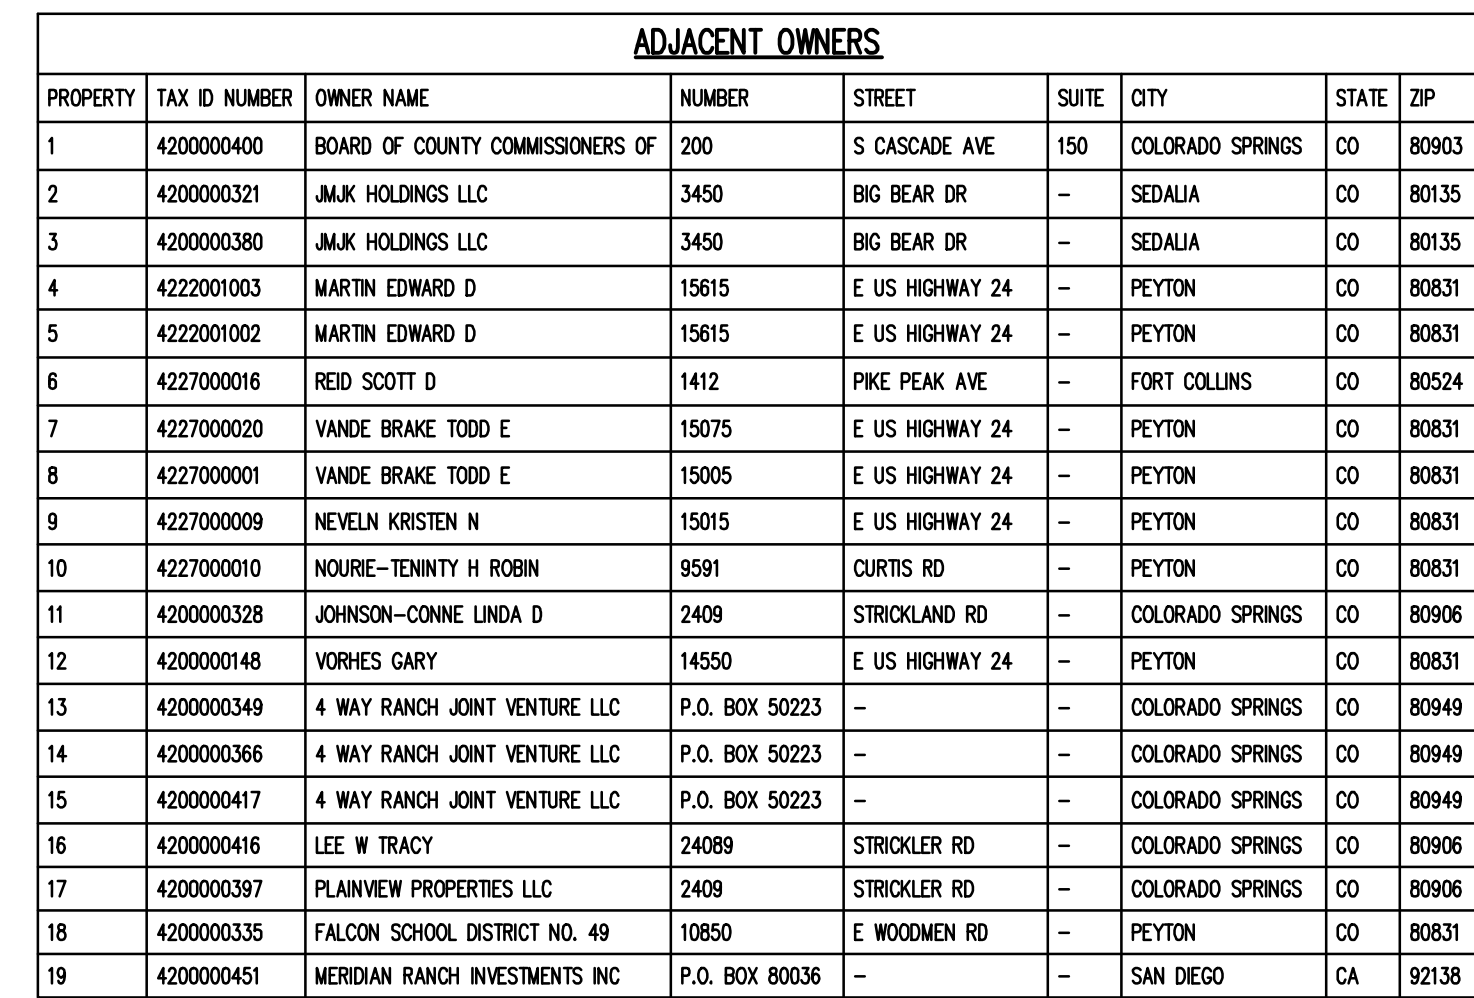 ADJACENT OWNERS
PROPERTY TAX ID NUMBER OWNER NAME NUMBER STREET SUITE CITY STATE ZIP
1 4200000400 BOARD OF COUNTY COMMISSIONERS OF 200 S CASCADE AVE 150 COLORADO SPRINGS CO 80903
2 4200000321 JMJK HOLDINGS LLC 3450 BIG BEAR DR – SEDALIA CO 80135
3 4200000380 JMJK HOLDINGS LLC 3450 BIG BEAR DR – SEDALIA CO 80135
4 4222001003 MARTIN EDWARD D 15615 E US HIGHWAY 24 – PEYTON CO 80831
5 4222001002 MARTIN EDWARD D 15615 E US HIGHWAY 24 – PEYTON CO 80831
6 4227000016 REID SCOTT D 1412 PIKE PEAK AVE – FORT COLLINS CO 80524
7 4227000020 VANDE BRAKE TODD E 15075 E US HIGHWAY 24 – PEYTON CO 80831
8 4227000001 VANDE BRAKE TODD E 15005 E US HIGHWAY 24 – PEYTON CO 80831
9 4227000009 NEVELN KRISTEN N 15015 E US HIGHWAY 24 – PEYTON CO 80831
10 4227000010 NOURIE–TENINTY H ROBIN 9591 CURTIS RD – PEYTON CO 80831
11 4200000328 JOHNSON–CONNE LINDA D 2409 STRICKLAND RD – COLORADO SPRINGS CO 80906
12 4200000148 VORHES GARY 14550 E US HIGHWAY 24 – PEYTON CO 80831
13 4200000349 4 WAY RANCH JOINT VENTURE LLC P.O. BOX 50223 – – COLORADO SPRINGS CO 80949
14 4200000366 4 WAY RANCH JOINT VENTURE LLC P.O. BOX 50223 – – COLORADO SPRINGS CO 80949
15 4200000417 4 WAY RANCH JOINT VENTURE LLC P.O. BOX 50223 – – COLORADO SPRINGS CO 80949
16 4200000416 LEE W TRACY 24089 STRICKLER RD – COLORADO SPRINGS CO 80906
17 4200000397 PLAINVIEW PROPERTIES LLC 2409 STRICKLER RD – COLORADO SPRINGS CO 80906
18 4200000335 FALCON SCHOOL DISTRICT NO. 49 10850 E WOODMEN RD – PEYTON CO 80831
19 4200000451 MERIDIAN RANCH INVESTMENTS INC P.O. BOX 80036 – – SAN DIEGO CA 92138